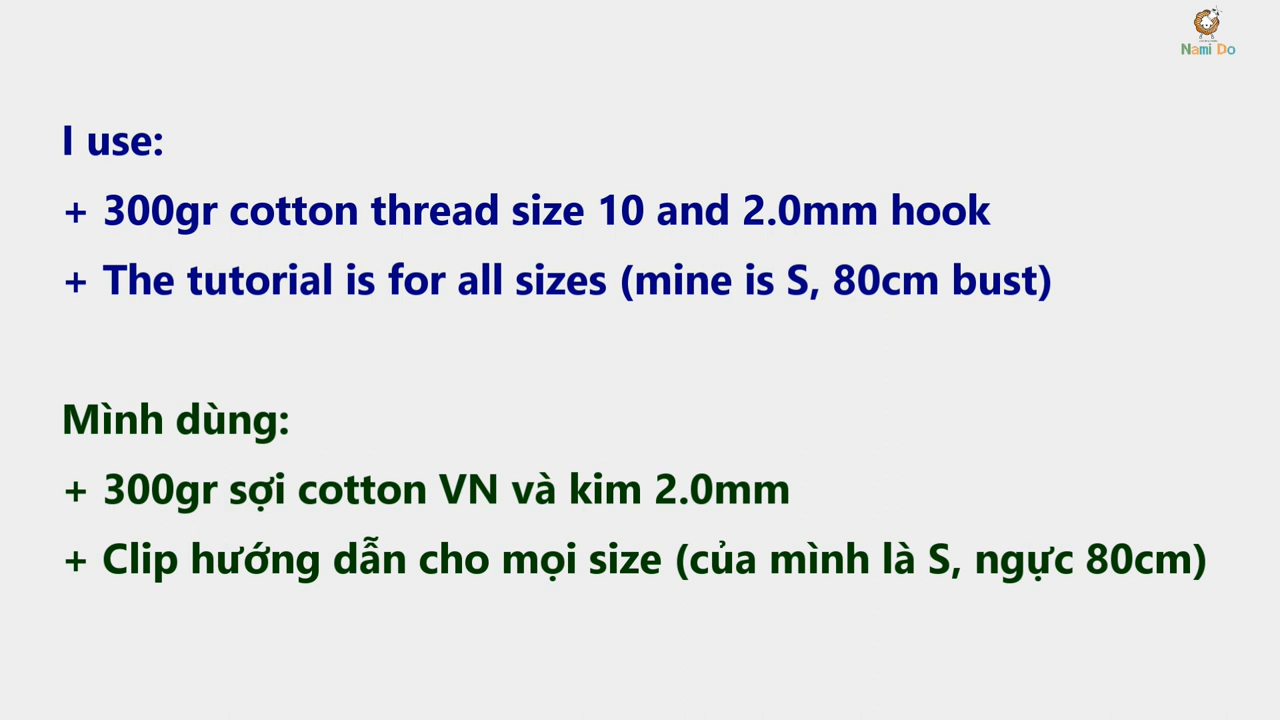 Nami Do
I use:
+ 300gr cotton thread size 10 and 2.0mm hook
+ The tutorial is for all sizes (mine is S, 80cm bust)
Mình dùng:
+ 300gr sợi cotton VN và kim 2.0mm
+ Clip hướng dẫn cho mọi size (của mình là S, ngực 80cm)